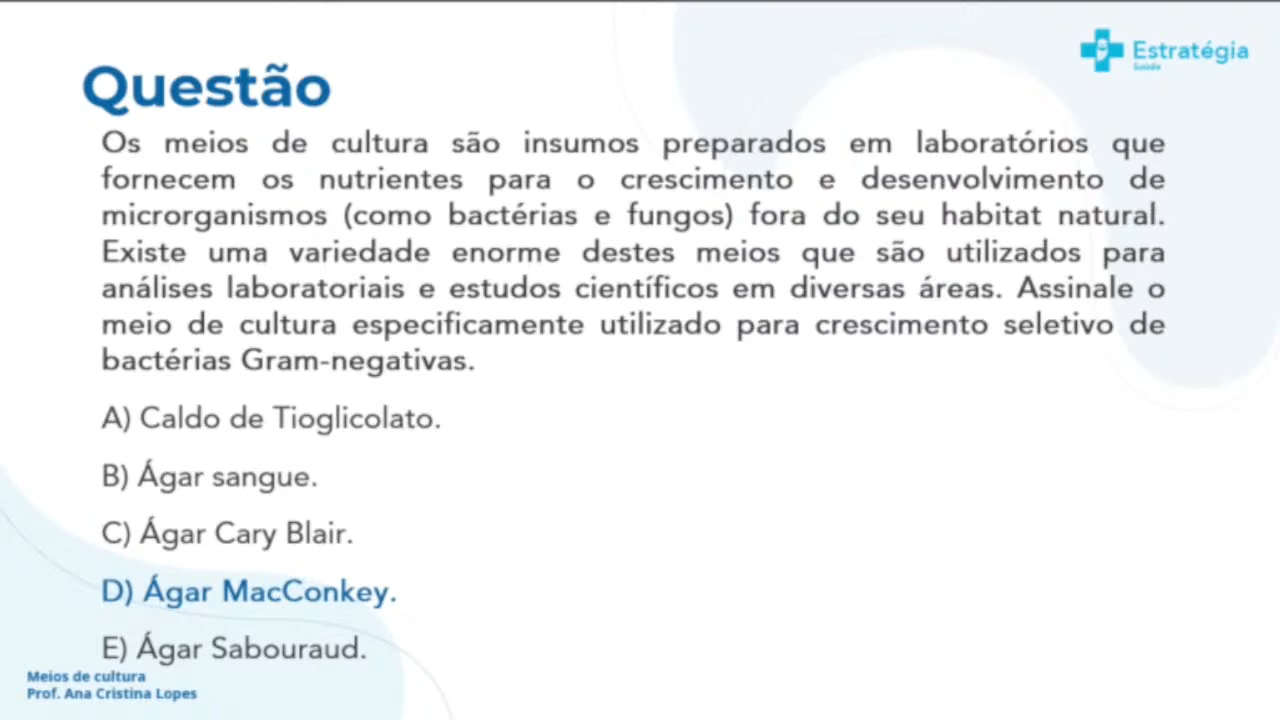 Estratégia
Saúde
Questão
Os meios de cultura são insumos preparados em laboratórios que
fornecem os nutrientes para o crescimento e desenvolvimento de
microrganismos (como bactérias e fungos) fora do seu habitat natural.
Existe uma variedade enorme destes meios que são utilizados para
análises laboratoriais e estudos científicos em diversas áreas. Assinale o
meio de cultura especificamente utilizado para crescimento seletivo de
bactérias Gram-negativas.
A) Caldo de Tioglicolato.
B) Ágar sangue.
C) Ágar Cary Blair.
D) Ágar MacConkey.
E) Ágar Sabouraud.
Meios de cultura
Prof. Ana Cristina Lopes